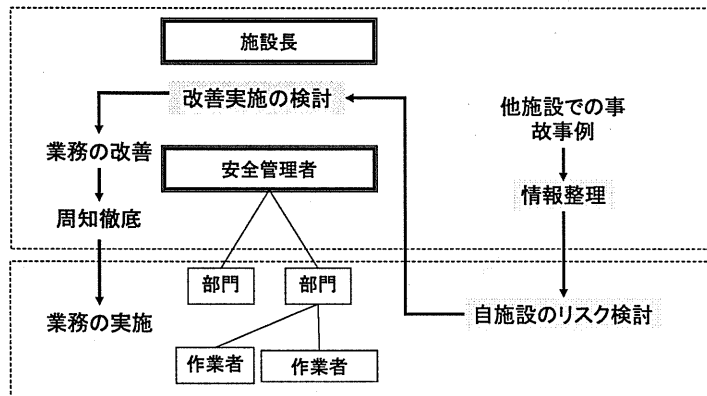 施設長
改善実施の検討
他施設での事
故事例
業務の改善
安全管理者
情報整理
周知徹底
部門
部門
業務の実施
自施設のリスク検討
作業者
作業者